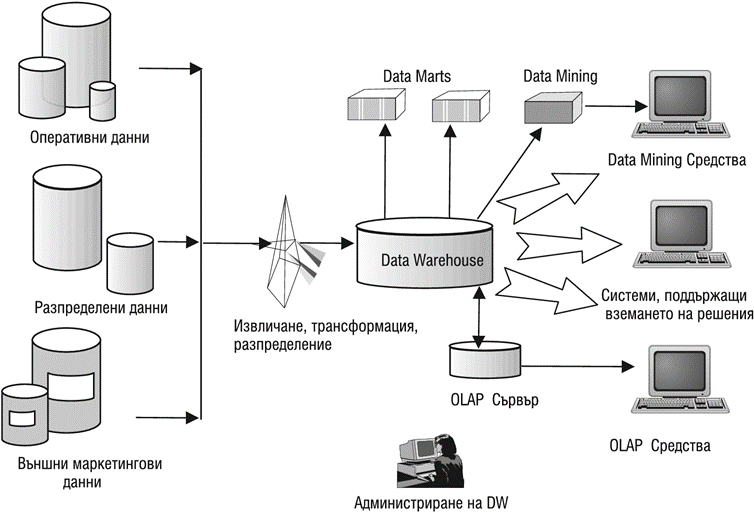 Оперативни данни
Разпределени данни
Външни маркетингови
данни
Извличане, трансформация,
разпределение
Data Marts
Data Mining
Data Warehouse
OLAP Сървър
Data Mining Средства
Системи, поддържащи
вземането на решения
OLAP Средства
Администриране на DW